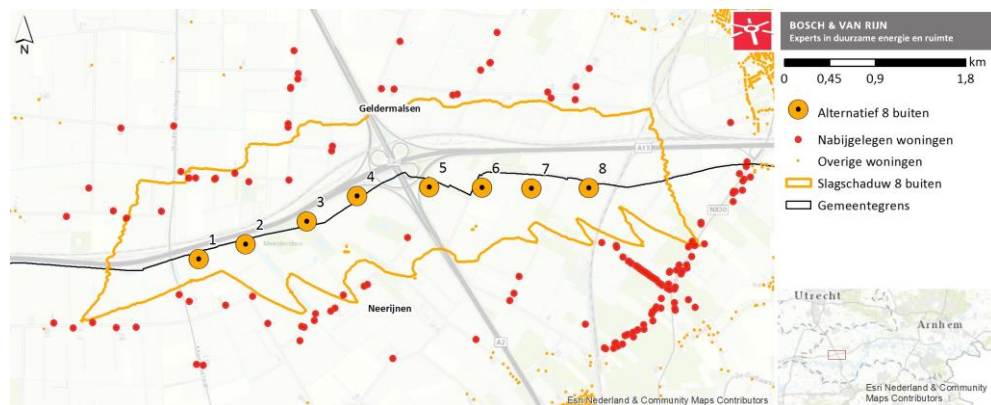 N
BOSCH & VAN RIJN
Experts in duurzame energie en ruimte
km
0 0,45 0,9 1,8
Alternatief 8 buiten
Nabijgelegen woningen
Overige woningen
Slagschaduw 8 buiten
Gemeentegrens
Geldermalsen
A15
N830
1
2
3
4
5
6
7
8
Neerijnen
A2
Utrecht
Arnhem
Esri Nederland & Community Maps Contributors
Esri Nederland & Community
Maps Contributors